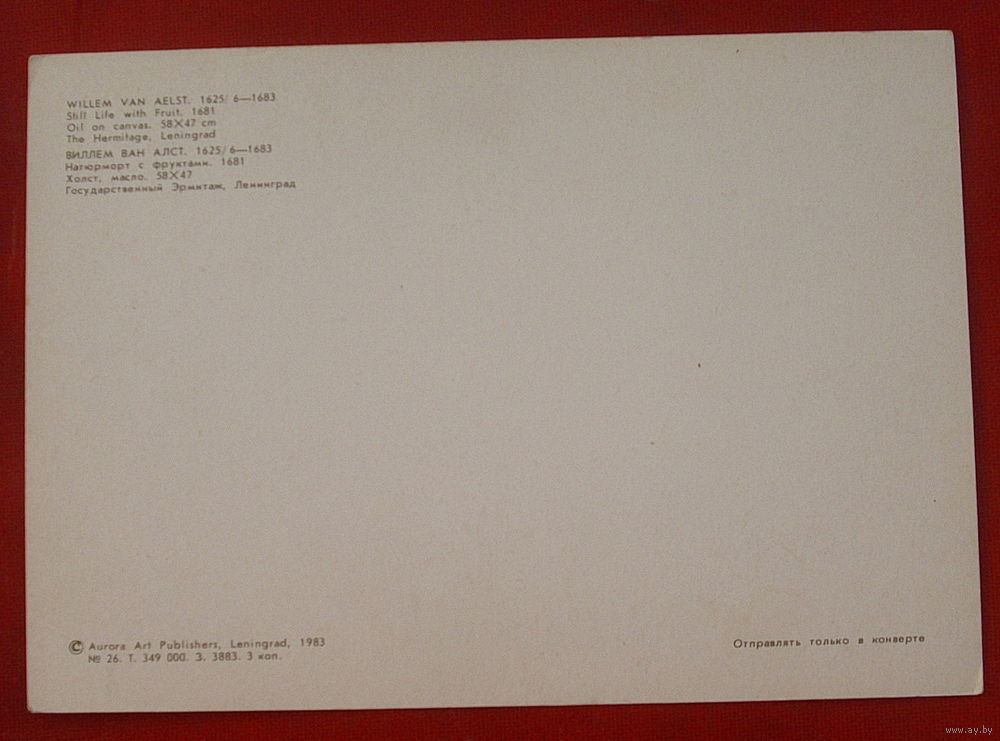 WILLEM VAN AELST. 1625/6—1683
Still Life with Fruit. 1681
Oil on canvas. 58×47 cm
The Hermitage, Leningrad
ВИЛЛЕМ ВАН АЛСТ. 1625/6—1683
Натюрморт с фруктами. 1681
Холст, масло. 58×47
Государственный Эрмитаж, Ленинград
© Aurora Art Publishers, Leningrad, 1983
№ 26. Т. 349 000. З. 3883. 3 коп.
Отправлять только в конверте
www.ay.by